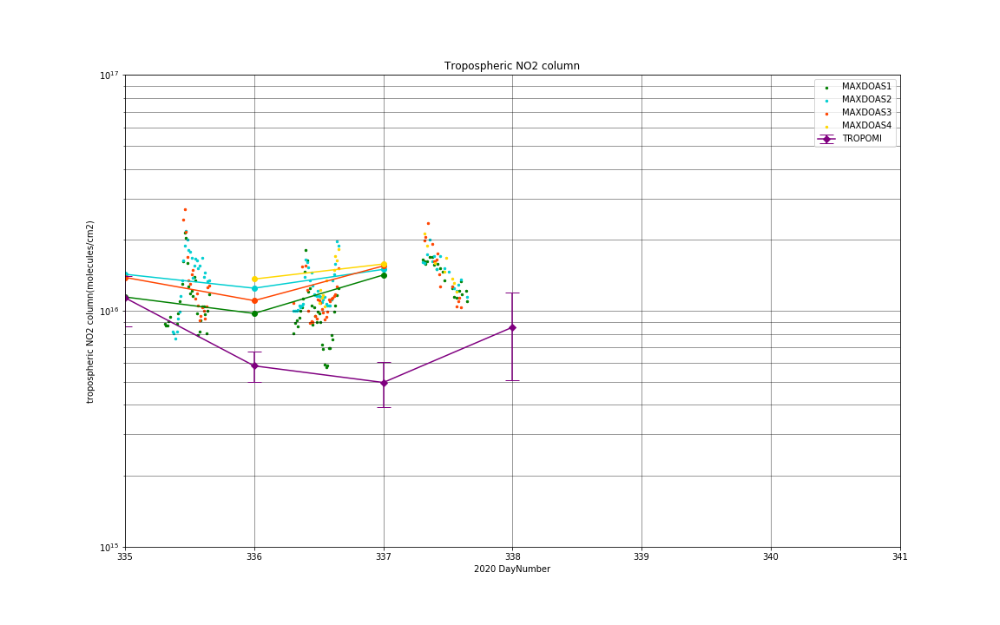 Tropospheric NO2 column
10^17
MAXDOAS1
MAXDOAS2
MAXDOAS3
MAXDOAS4
TROPOMI
tropospheric NO2 column(molecules/cm2)
10^16
10^15
335 336 337 338 339 340 341
2020 DayNumber